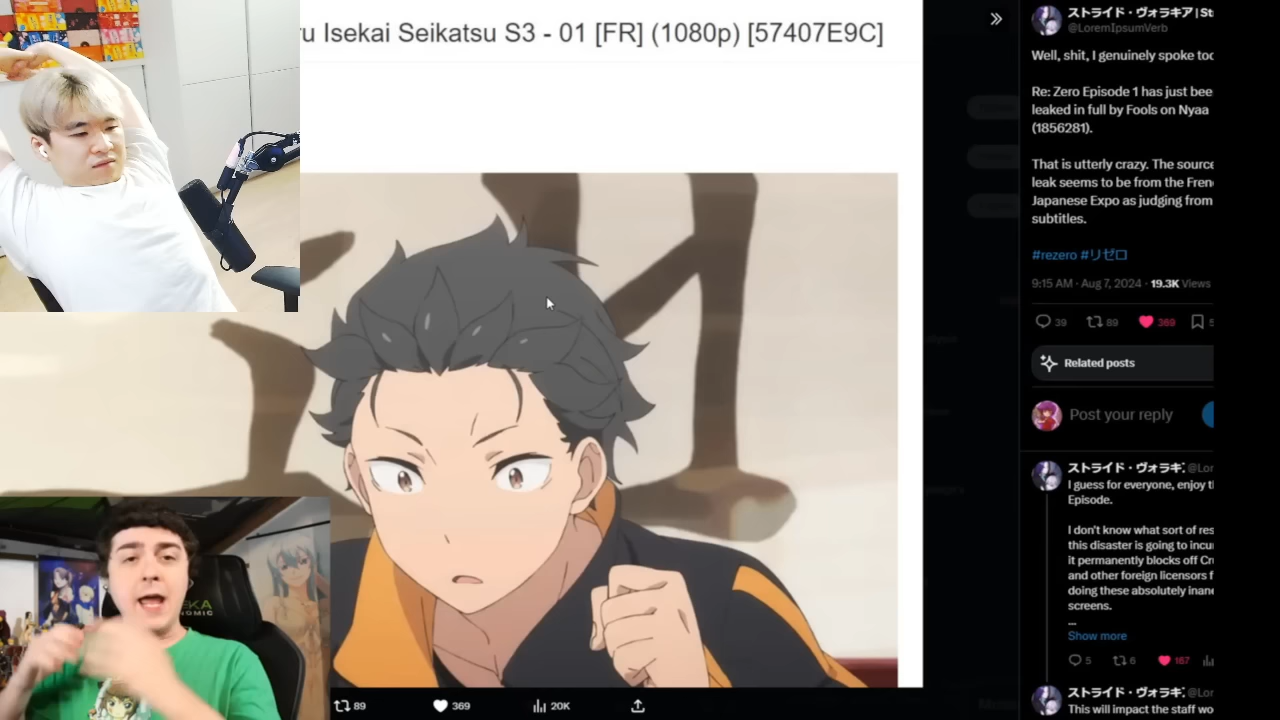 u Isekai Seikatsu S3 - 01 [FR] (1080p) [57407E9C]
ストライド・ヴォラキア | St
@LoremIpsumVerb
Well, shit, I genuinely spoke too
Re: Zero Episode 1 has just bee
leaked in full by Fools on Nyaa
(1856281).
That is utterly crazy. The source
leak seems to be from the Fren
Japanese Expo as judging from
subtitles.
#rezero #リゼロ
9:15 AM · Aug 7, 2024 · 19.3K Views
39 89 369 5
Related posts
Post your reply
ストライド・ヴォラキ @Lor
I guess for everyone, enjoy t
Episode.
I don't know what sort of res
this disaster is going to incu
it permanently blocks off Cr
and other foreign licensors f
doing these absolutely inane
screens.
...
Show more
5 6 167
ストライド・ヴォラキ @Lor
This will impact the staff wo
89 369 20K